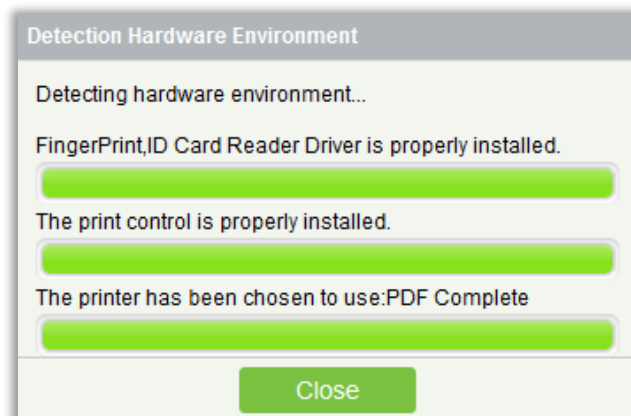 Detection Hardware Environment
Detecting hardware environment...
FingerPrint,ID Card Reader Driver is properly installed.
The print control is properly installed.
The printer has been chosen to use:PDF Complete
Close